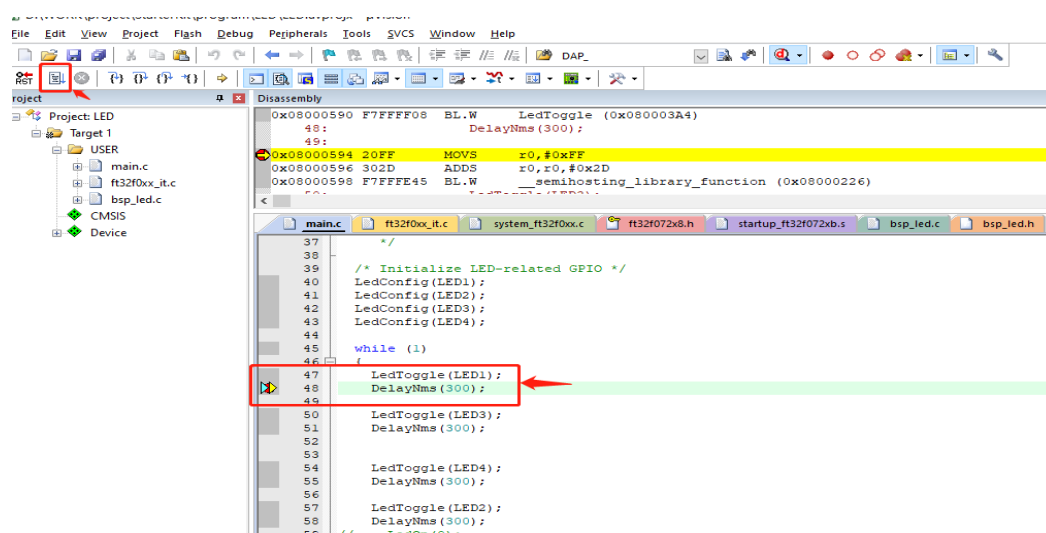 File Edit View Project Flash Debug Peripherals Tools SVCS Window Help
DAP_
RST
roject
Project: LED
Target 1
USER
main.c
ft32f0xx_it.c
bsp_led.c
CMSIS
Device
Disassembly
0x08000590 F7FFFF08 BL.W LedToggle (0x080003A4)
48: DelayNms(300);
49:
0x08000594 20FF MOVS r0,#0xFF
0x08000596 302D ADDS r0,r0,#0x2D
0x08000598 F7FFFE45 BL.W __semihosting_library_function (0x08000226)
main.c ft32f0xx_it.c system_ft32f0xx.c ft32f072x8.h startup_ft32f072xb.s bsp_led.c bsp_led.h
37 */
38
39 /* Initialize LED-related GPIO */
40 LedConfig(LED1);
41 LedConfig(LED2);
42 LedConfig(LED3);
43 LedConfig(LED4);
44
45 while (1)
46 {
47 LedToggle(LED1);
48 DelayNms(300);
49
50 LedToggle(LED3);
51 DelayNms(300);
52
53
54 LedToggle(LED4);
55 DelayNms(300);
56
57 LedToggle(LED2);
58 DelayNms(300);